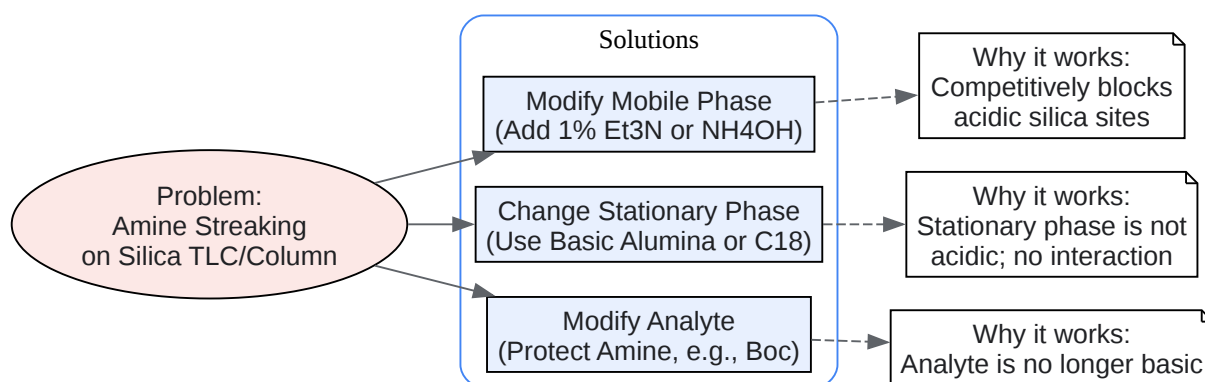 Solutions
Problem:
Amine Streaking
on Silica TLC/Column
Modify Mobile Phase
(Add 1% Et3N or NH4OH)
Why it works:
Competitively blocks
acidic silica sites
Change Stationary Phase
(Use Basic Alumina or C18)
Why it works:
Stationary phase is not
acidic; no interaction
Modify Analyte
(Protect Amine, e.g., Boc)
Why it works:
Analyte is no longer basic